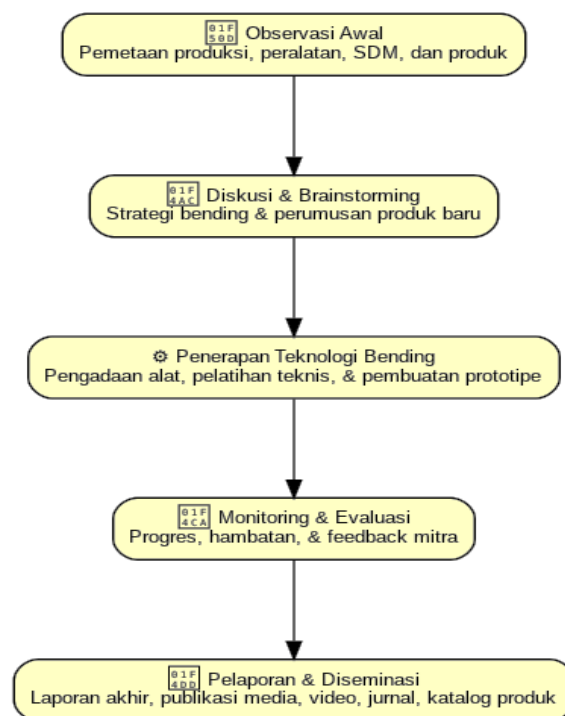 🔍 Observasi Awal
Pemetaan produksi, peralatan, SDM, dan produk
💬 Diskusi & Brainstorming
Strategi bending & perumusan produk baru
⚙ Penerapan Teknologi Bending
Pengadaan alat, pelatihan teknis, & pembuatan prototipe
📊 Monitoring & Evaluasi
Progres, hambatan, & feedback mitra
📝 Pelaporan & Diseminasi
Laporan akhir, publikasi media, video, jurnal, katalog produk